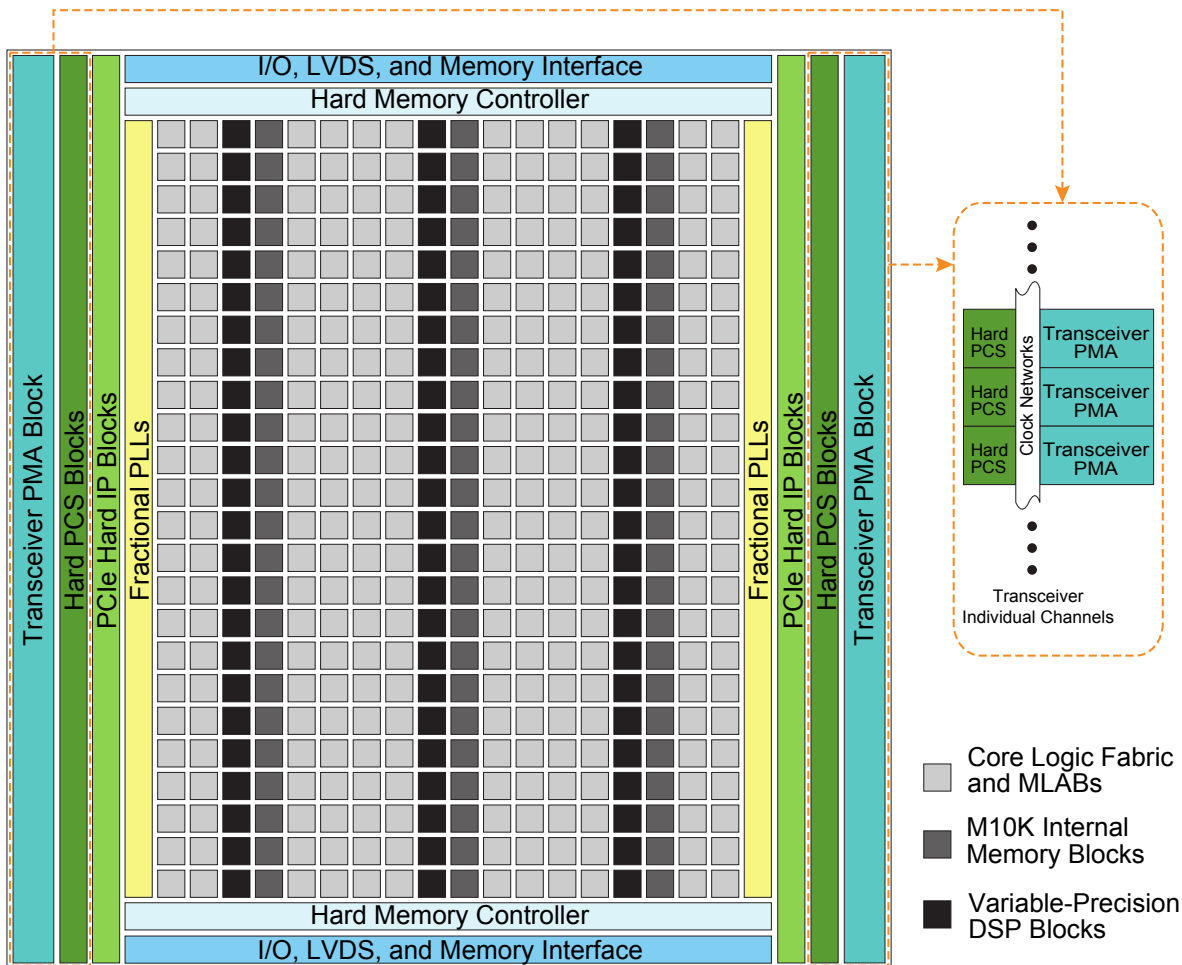 I/O, LVDS, and Memory Interface
Hard Memory Controller
Transceiver PMA Block
Hard PCS Blocks
PCIe Hard IP Blocks
Fractional PLLs
Fractional PLLs
PCIe Hard IP Blocks
Hard PCS Blocks
Transceiver PMA Block
Hard Memory Controller
I/O, LVDS, and Memory Interface
Hard
PCS
Transceiver
PMA
Hard
PCS
Transceiver
PMA
Hard
PCS
Transceiver
PMA
Clock Networks
Transceiver
Individual Channels
Core Logic Fabric
and MLABs
M10K Internal
Memory Blocks
Variable-Precision
DSP Blocks